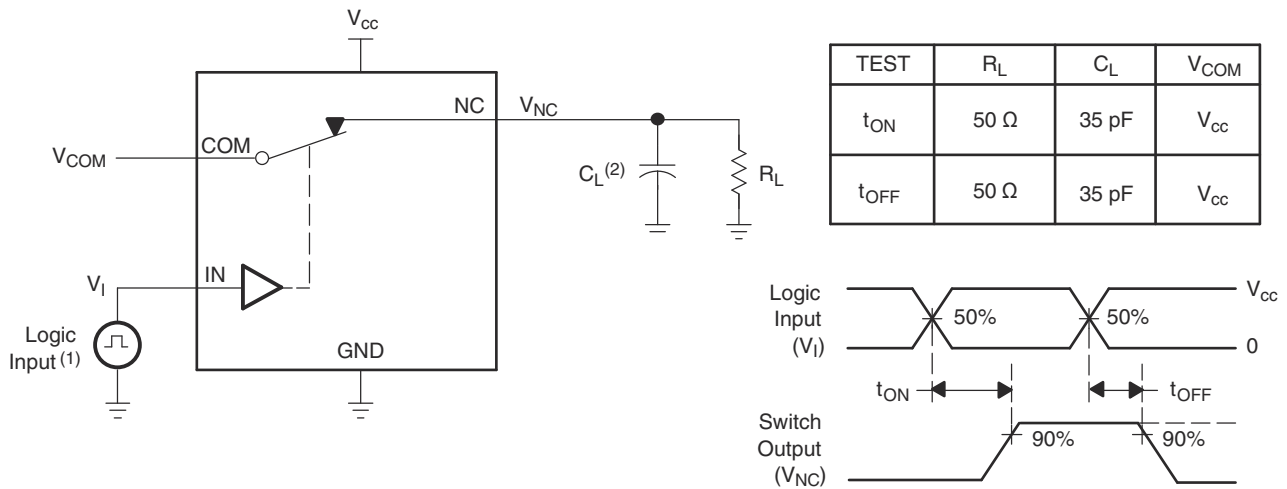 Vcc
NC
VNC
COM
VCOM
CL(2)
RL
VI
IN
Logic
Input (1)
GND
TEST RL CL VCOM
tON 50 Ω 35 pF Vcc
tOFF 50 Ω 35 pF Vcc
Logic
Input
(VI)
50%
50%
Vcc
0
tON
tOFF
Switch
Output
(VNC)
90%
90%